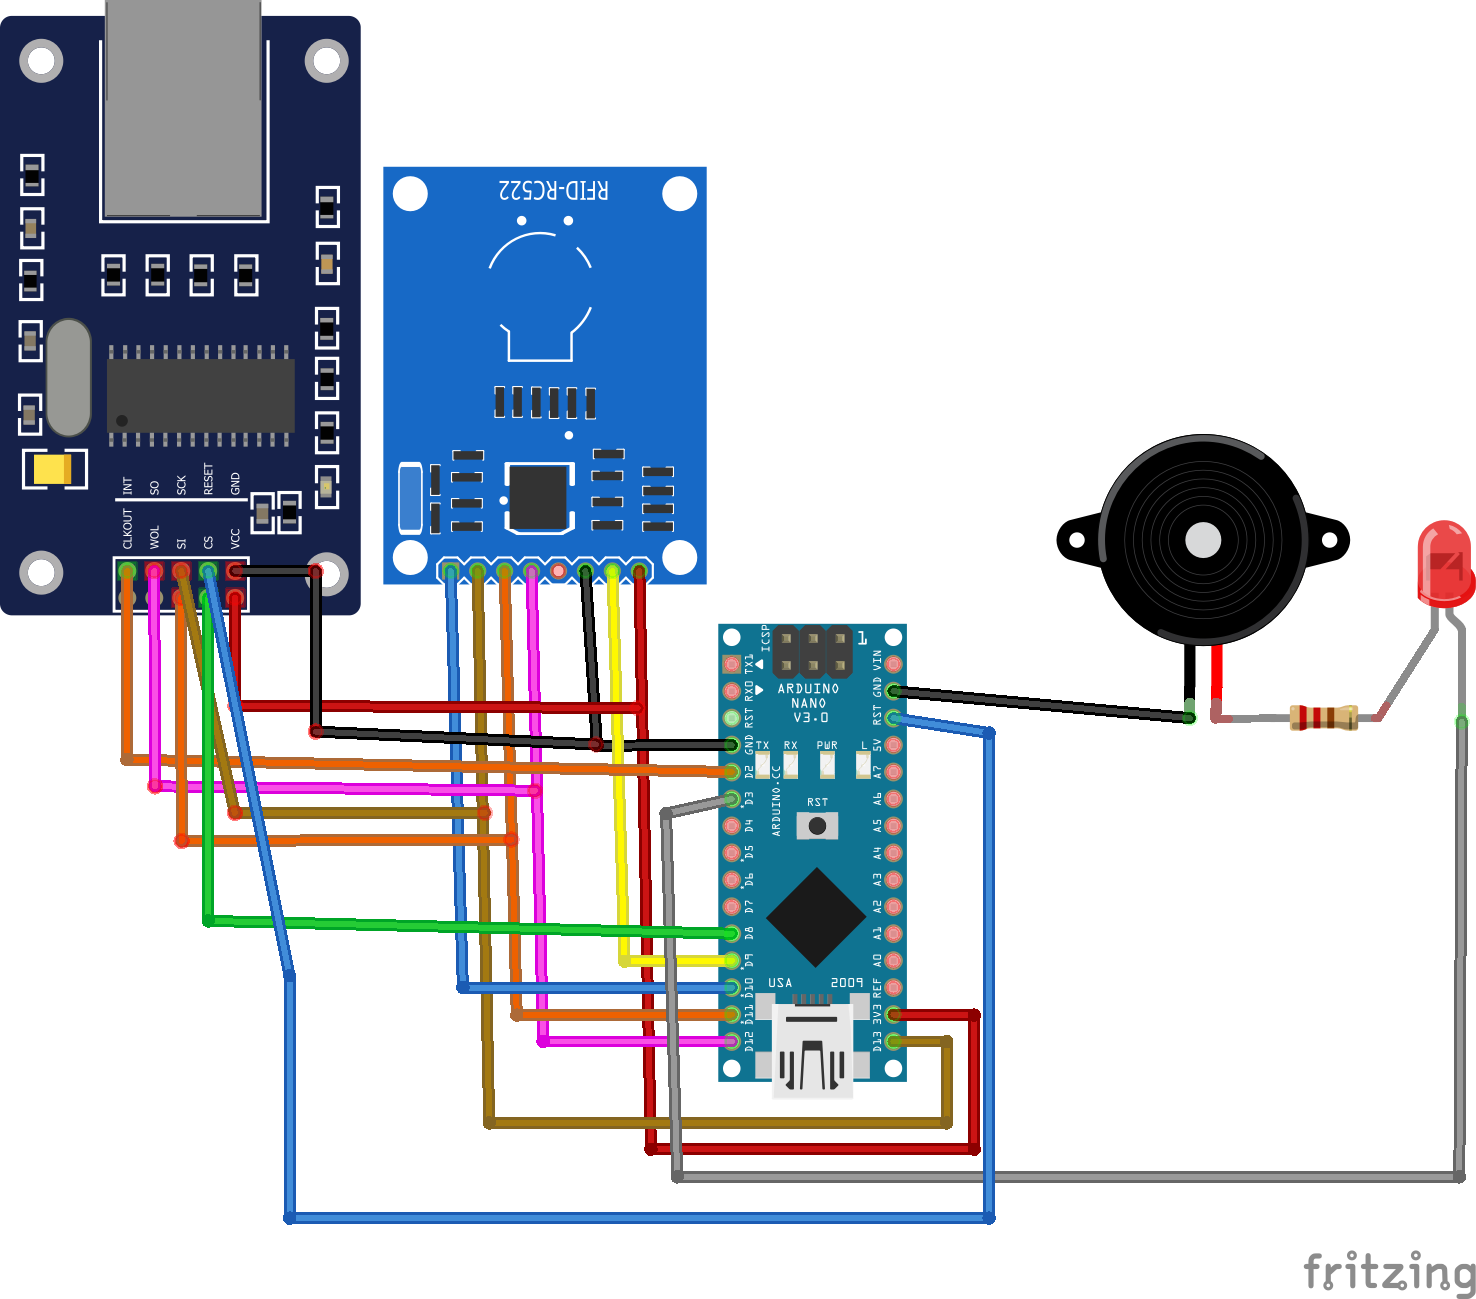 INT
SO
SCK
RESET
GND
CLKOUT
WOL
SI
CS
VCC
RFID-RC522
ICSP
1
TX1
RX0
RST
GND
D2
D3
D4
D5
D6
D7
D8
D9
D10
D11
D12
ARDUINO
NANO
V3.0
TX
RX
PWR
L
ARDUINO.CC
RST
USA
2009
VIN
GND
RST
5V
A7
A6
A5
A4
A3
A2
A1
A0
REF
3V3
D13
fritzing